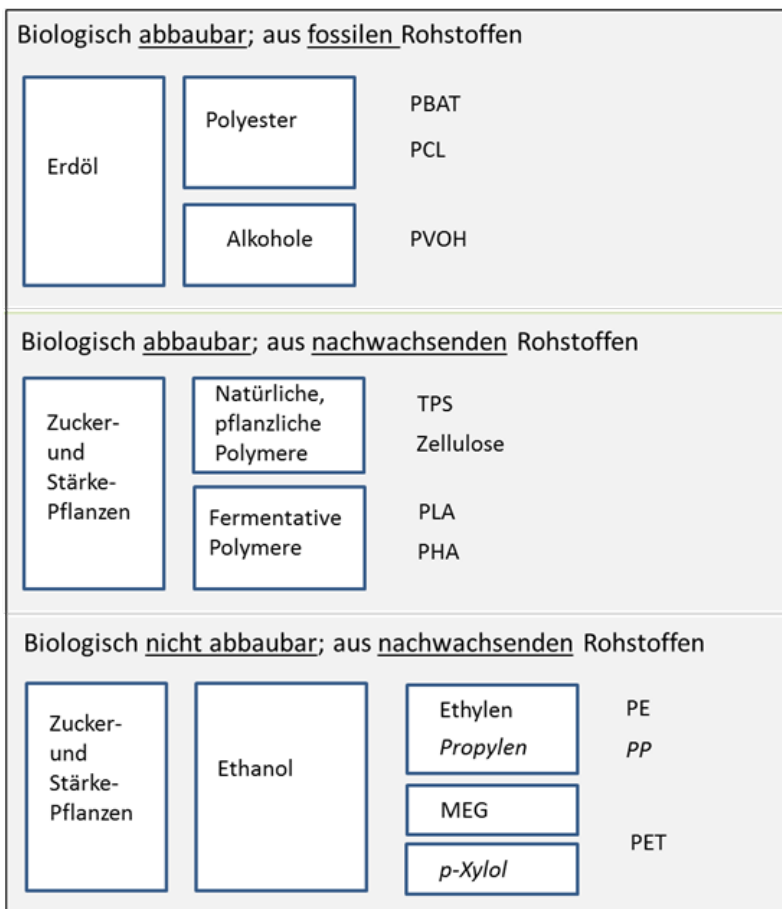 Biologisch abbaubar; aus fossilen Rohstoffen
Erdöl
Polyester
PBAT
PCL
Alkohole
PVOH
Biologisch abbaubar; aus nachwachsenden Rohstoffen
Zucker-
und
Stärke-
Pflanzen
Natürliche,
pflanzliche
Polymere
TPS
Zellulose
Fermentative
Polymere
PLA
PHA
Biologisch nicht abbaubar; aus nachwachsenden Rohstoffen
Zucker-
und
Stärke-
Pflanzen
Ethanol
Ethylen
Propylen
PE
PP
MEG
p-Xylol
PET